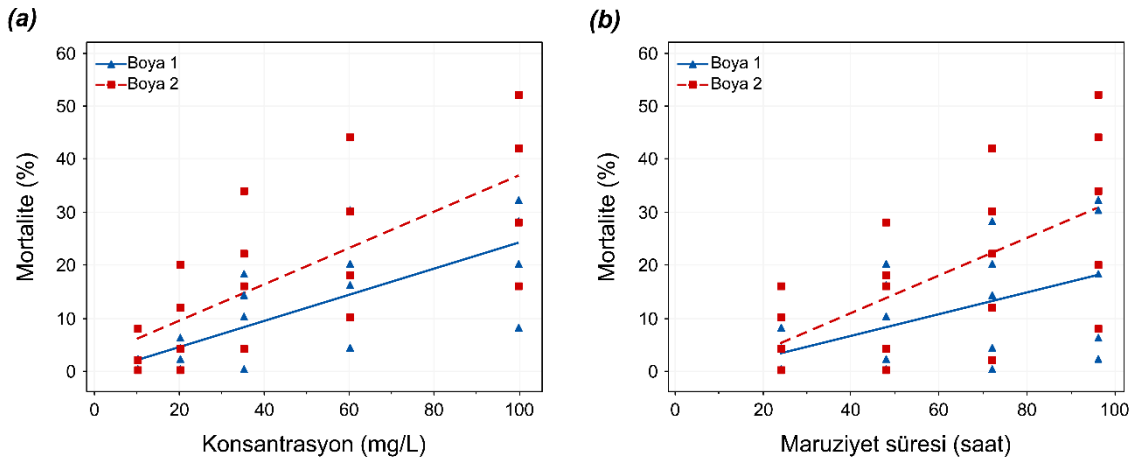 (a)
Mortalite (%)
60
50
40
30
20
10
0
Boya 1
Boya 2
0 20 40 60 80 100
Konsantrasyon (mg/L)
(b)
Mortalite (%)
60
50
40
30
20
10
0
Boya 1
Boya 2
0 20 40 60 80 100
Maruziyet süresi (saat)